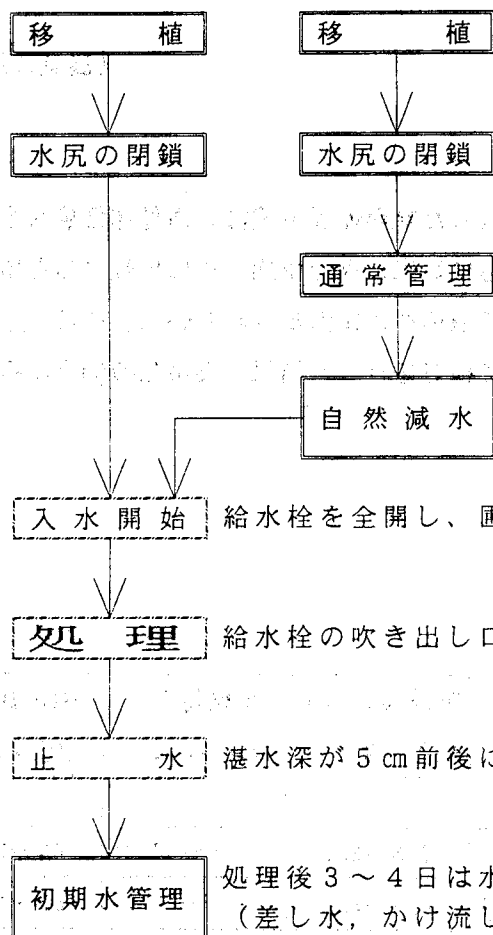 移植 移植
水尻の閉鎖 水尻の閉鎖
通常管理
自然減水
入水開始 給水栓を全開し、
処理 給水栓の吹き出し口
止水 湛水深が5㎝前後に
初期水管理 処理後3~4日は水
(差し水,かけ流し